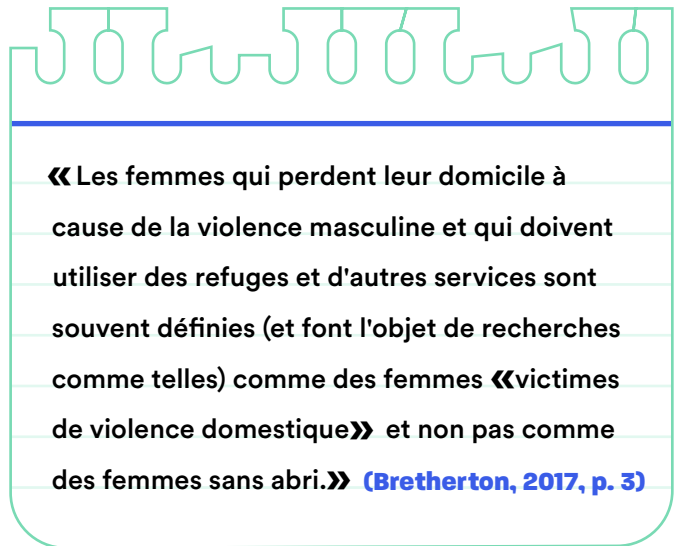 « Les femmes qui perdent leur domicile à
cause de la violence masculine et qui doivent
utiliser des refuges et d'autres services sont
souvent définies (et font l'objet de recherches
comme telles) comme des femmes «victimes
de violence domestique» et non pas comme
des femmes sans abri.» (Bretherton, 2017, p. 3)